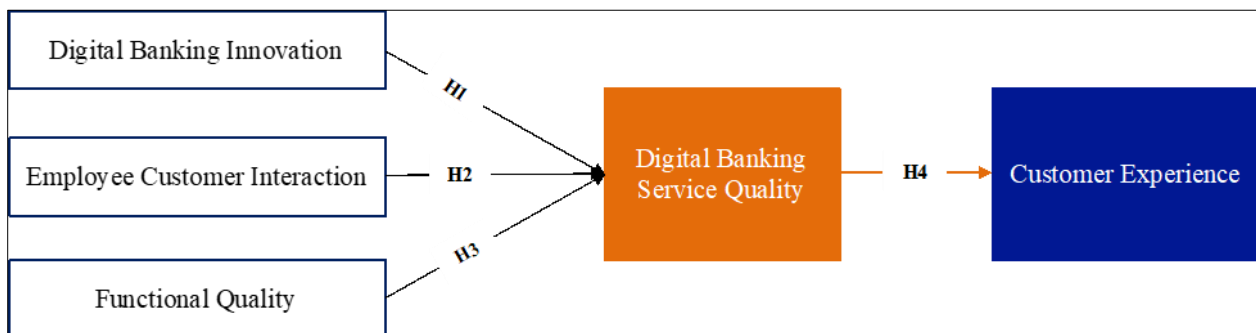 Digital Banking Innovation
H1
Employee Customer Interaction
H2
Digital Banking
Service Quality
H4
Customer Experience
H3
Functional Quality